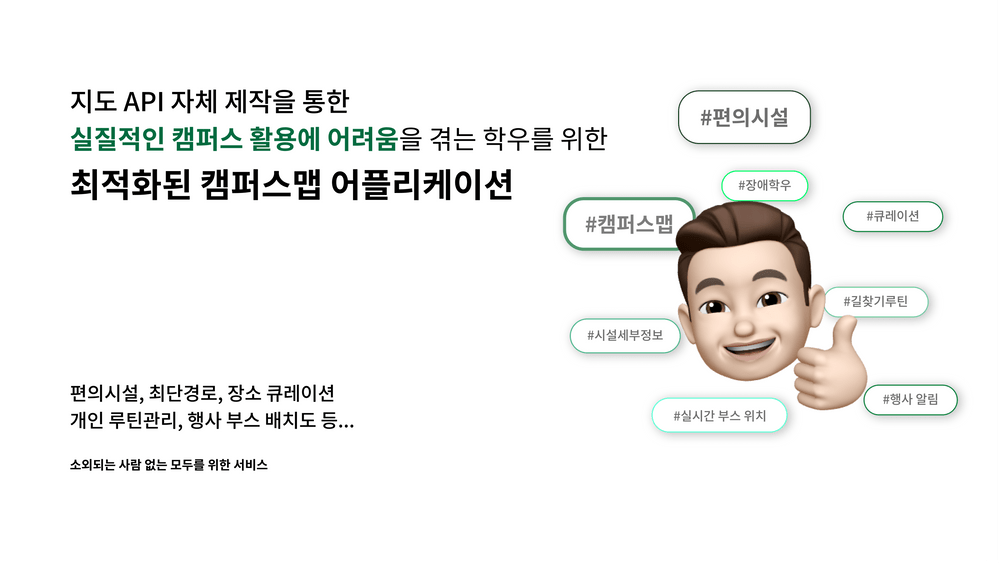 지도 API 자체 제작을 통한
실질적인 캠퍼스 활용에 어려움을 겪는 학우를 위한
최적화된 캠퍼스맵 어플리케이션
편의시설, 최단경로, 장소 큐레이션
개인 루틴관리, 행사 부스 배치도 등...
소외되는 사람 없는 모두를 위한 서비스
#편의시설
#장애학우
#캠퍼스맵
#큐레이션
#길찾기루틴
#시설세부정보
#행사 알림
#실시간 부스 위치